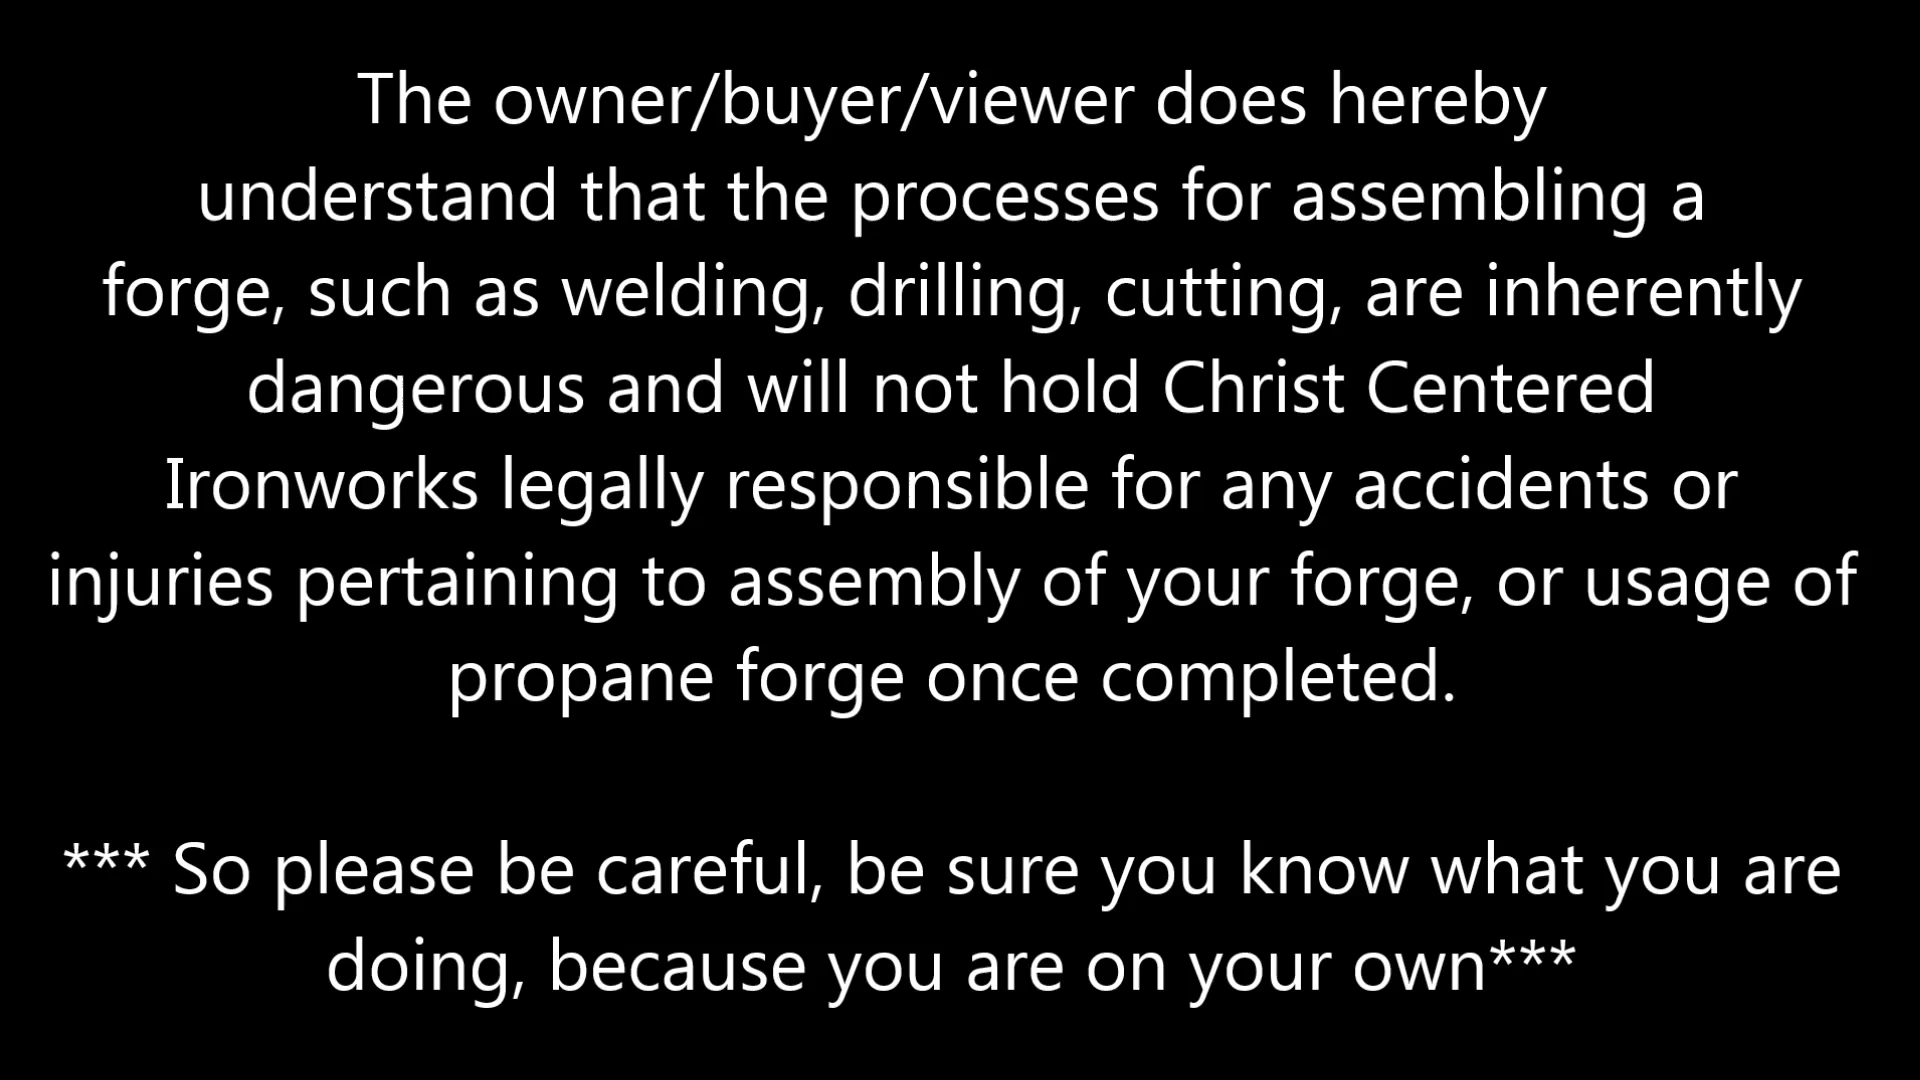 The owner/buyer/viewer does hereby
understand that the processes for assembling a
forge, such as welding, drilling, cutting, are inherently
dangerous and will not hold Christ Centered
Ironworks legally responsible for any accidents or
injuries pertaining to assembly of your forge, or usage of
propane forge once completed.
*** So please be careful, be sure you know what you are
doing, because you are on your own***